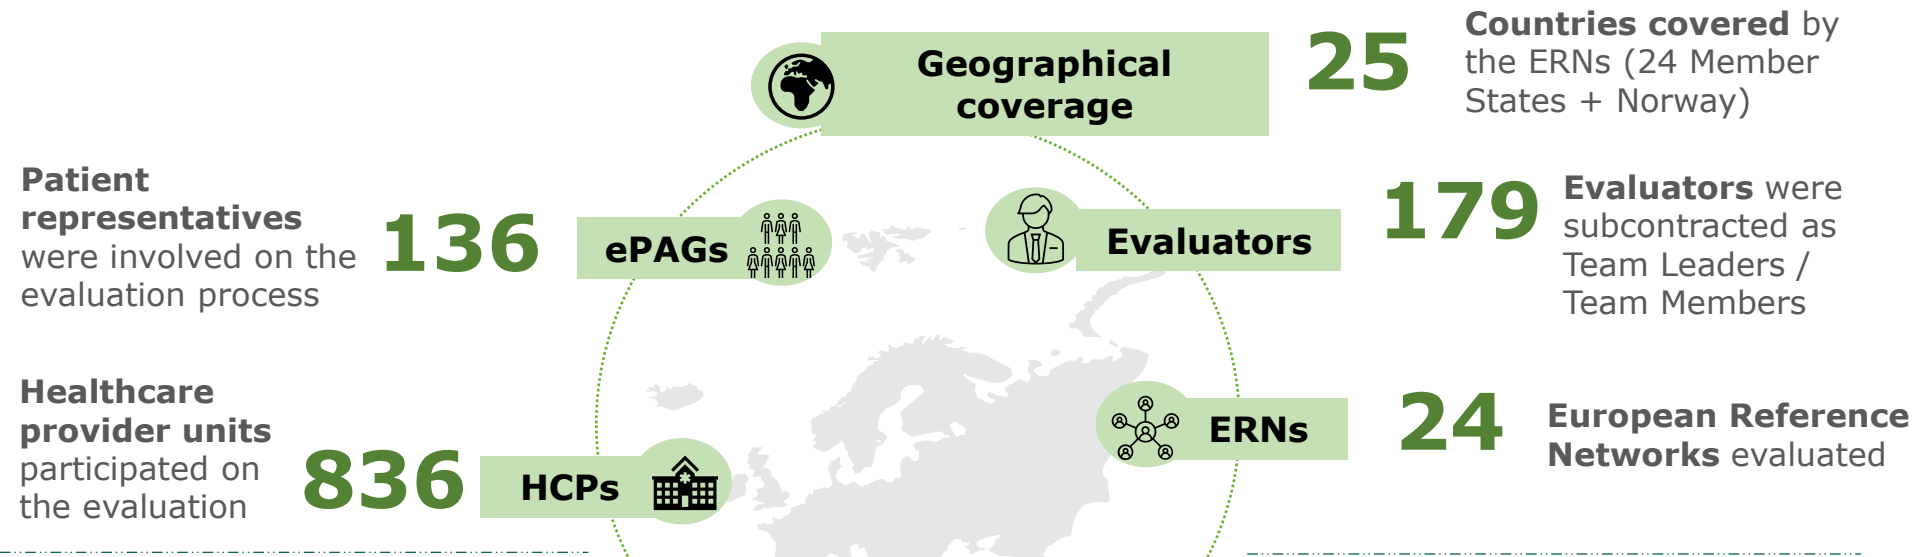 Geographical
coverage
25
Countries covered by
the ERNs (24 Member
States + Norway)
Patient
representatives
were involved on the
evaluation process
136
ePAGs
Evaluators
179
Evaluators were
subcontracted as
Team Leaders /
Team Members
Healthcare
provider units
participated on
the evaluation
836
HCPs
ERNs
24
European Reference
Networks evaluated